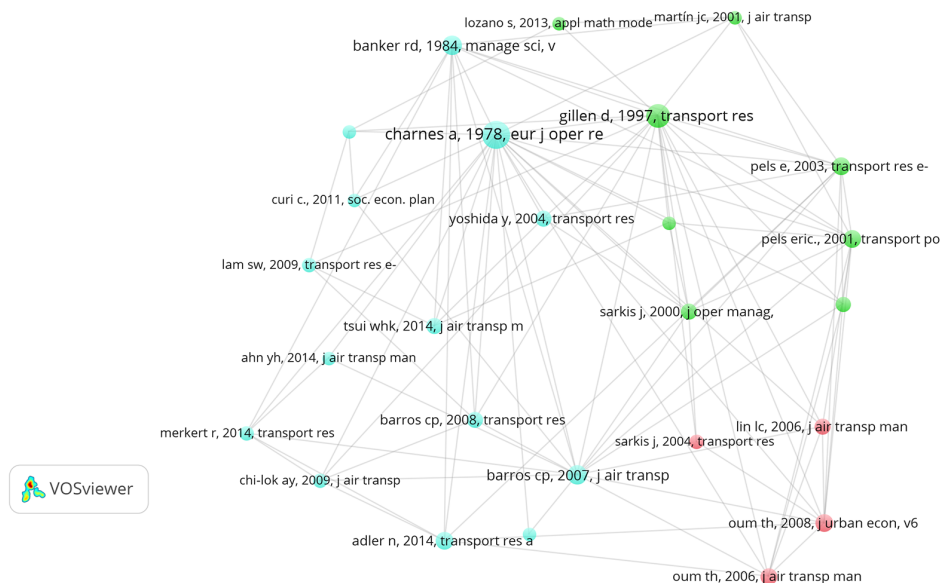 lozano s, 2013, appl math mode
martín jc, 2001, j air transp
banker rd, 1984, manage sci, v
gillen d, 1997, transport res
charnes a, 1978, eur j oper re
pels e, 2003, transport res e-
curi c., 2011, soc. econ. plan
yoshida y, 2004, transport res
pels eric., 2001, transport po
lam sw, 2009, transport res e-
sarkis j, 2000, j oper manag,
tsui whk, 2014, j air transp m
ahn yh, 2014, j air transp man
barros cp, 2008, transport res
lin lc, 2006, j air transp man
merkert r, 2014, transport res
sarkis j, 2004, transport res
barros cp, 2007, j air transp
chi-lok ay, 2009, j air transp
VOSviewer
oum th, 2008, j urban econ, v6
adler n, 2014, transport res a
oum th, 2006, j air transp man